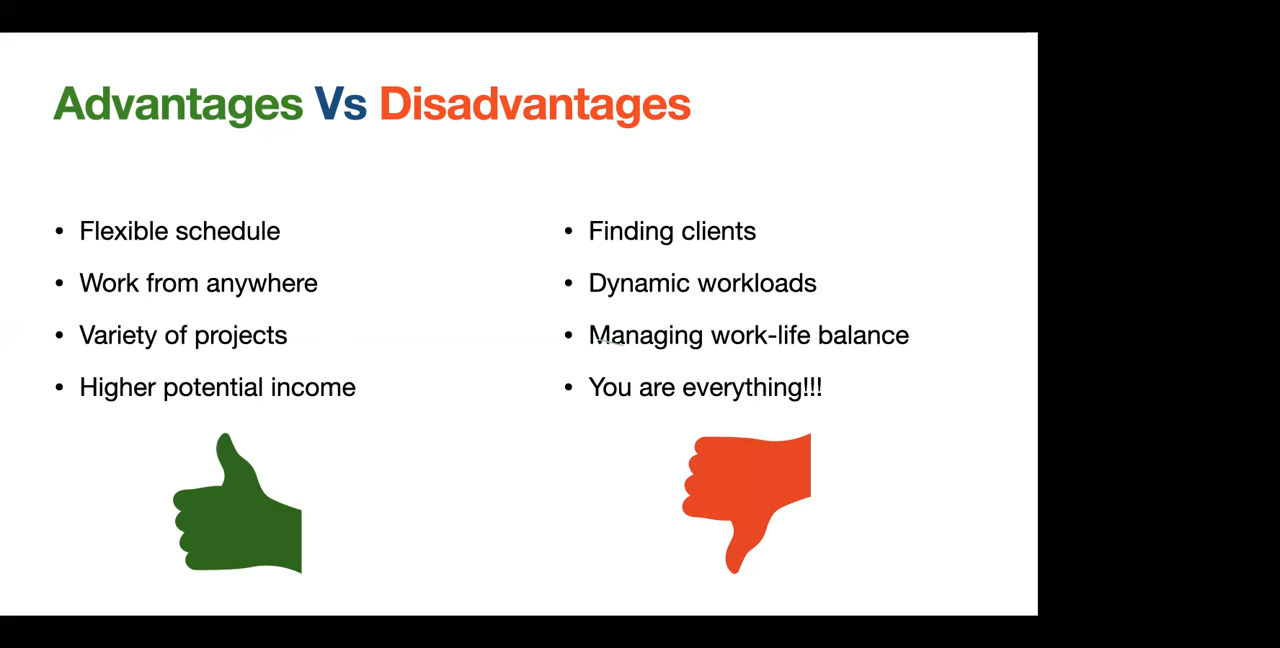 Advantages Vs Disadvantages
• Flexible schedule
• Work from anywhere
• Variety of projects
• Higher potential income
• Finding clients
• Dynamic workloads
• Managing work-life balance
• You are everything!!!